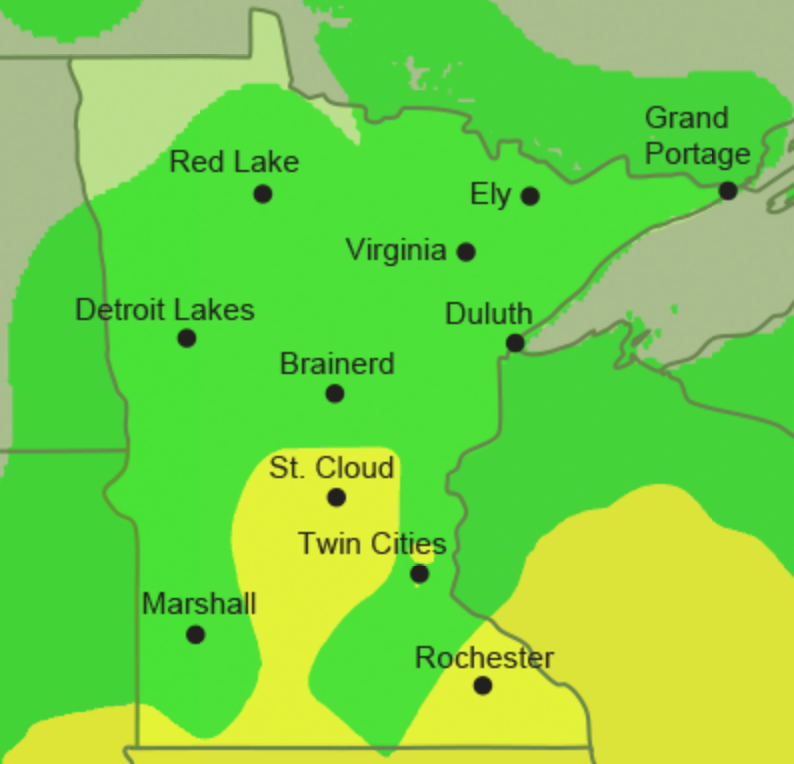 Grand
Portage
Red Lake
Ely
Virginia
Detroit Lakes
Duluth
Brainerd
St. Cloud
Twin Cities
Marshall
Rochester